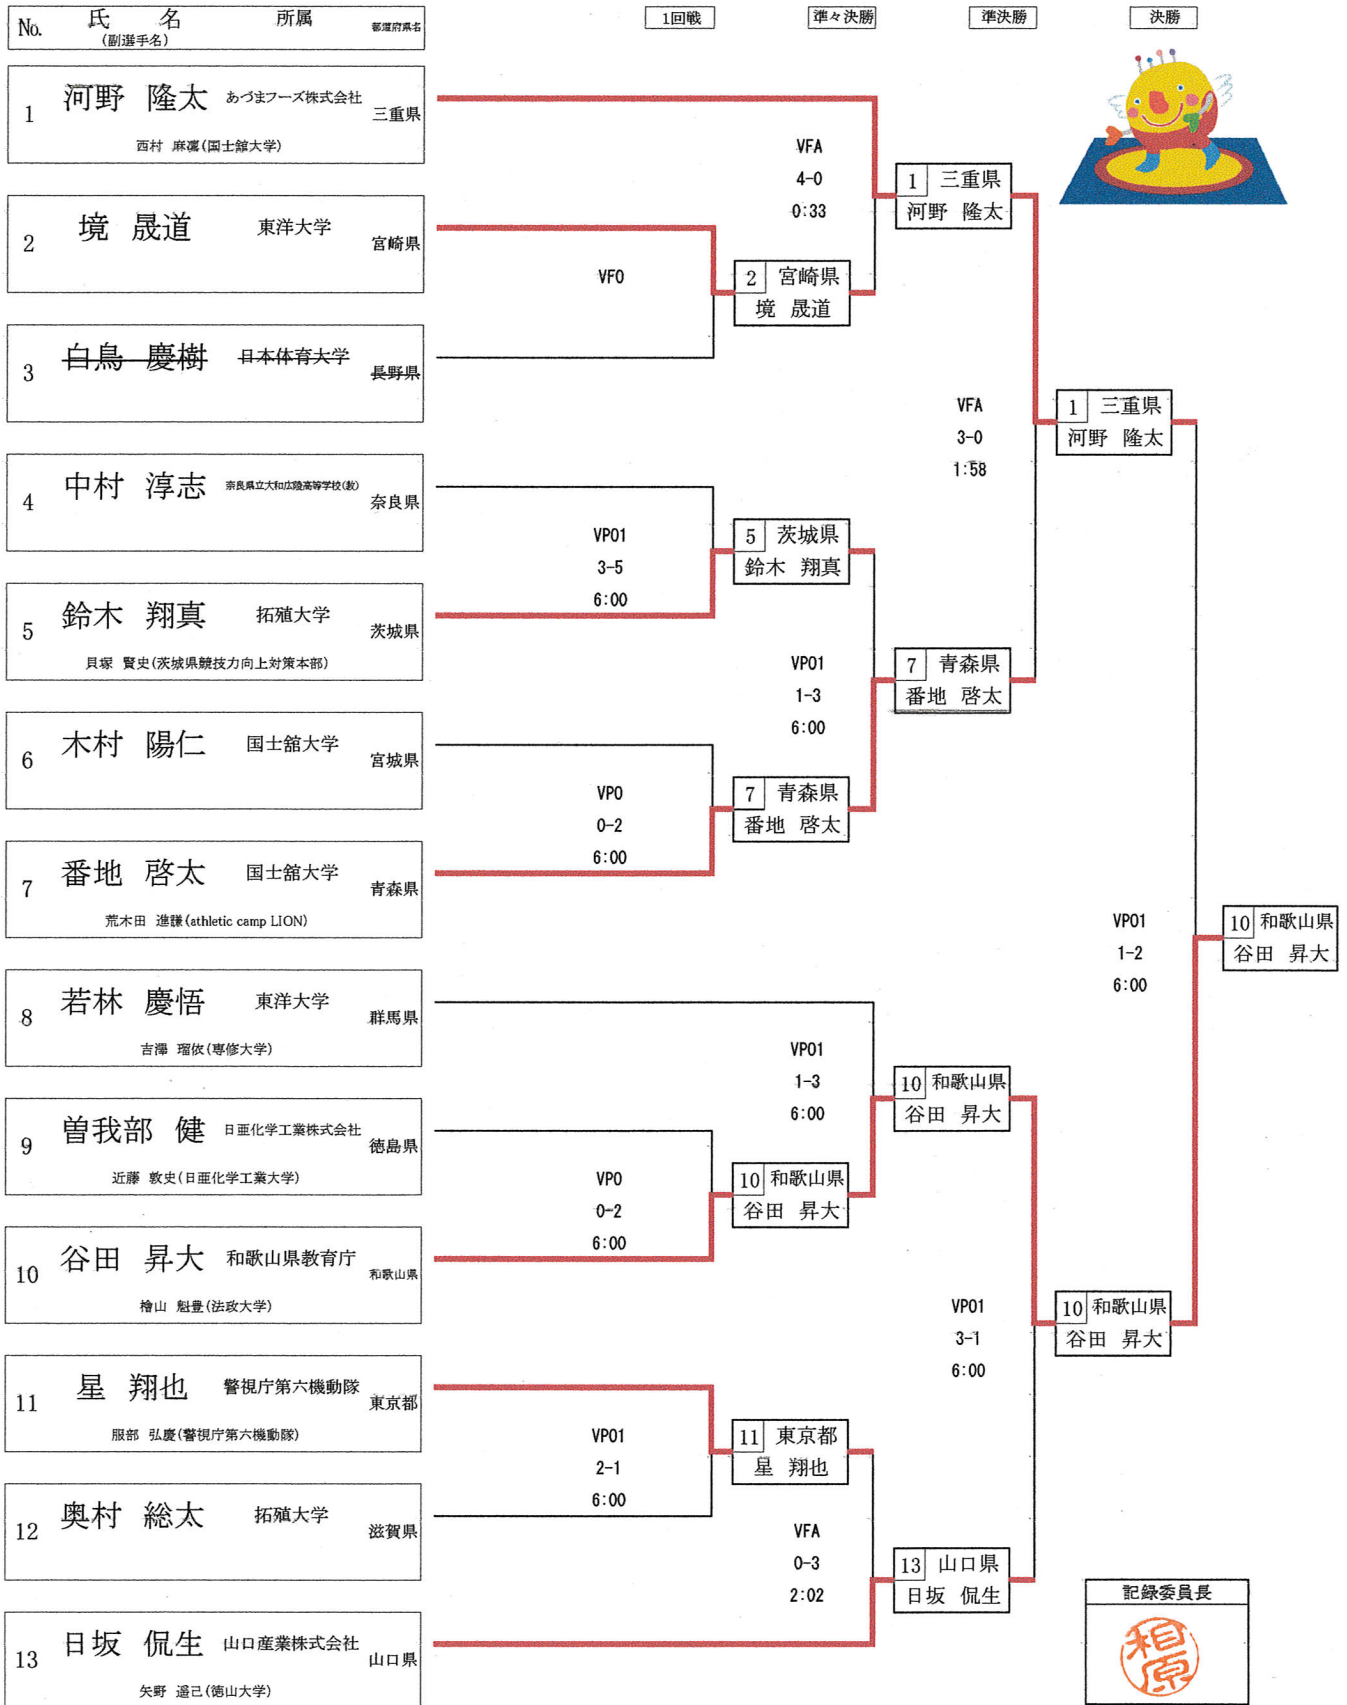 No. 氏 名 所属 都道府県名
(副選手名)
1回戦 準々決勝 準決勝 決勝
1 河野 隆太 あづまフーズ株式会社 三重県
西村 麻凛(国士舘大学)
2 境 晟道 東洋大学 宮崎県
3 白鳥 慶樹 日本体育大学 長野県
4 中村 淳志 奈良県立大和広陵高等学校(教) 奈良県
5 鈴木 翔真 拓殖大学 茨城県
貝塚 賢史(茨城県競技力向上対策本部)
6 木村 陽仁 国士舘大学 宮城県
7 番地 啓太 国士舘大学 青森県
荒木田 進謙(athletic camp LION)
8 若林 慶悟 東洋大学 群馬県
吉澤 瑠依(専修大学)
9 曽我部 健 日亜化学工業株式会社 徳島県
近藤 敦史(日亜化学工業大学)
10 谷田 昇大 和歌山県教育庁 和歌山県
檜山 魁豊(法政大学)
11 星 翔也 警視庁第六機動隊 東京都
服部 弘慶(警視庁第六機動隊)
12 奥村 総太 拓殖大学 滋賀県
13 日坂 侃生 山口産業株式会社 山口県
矢野 遥己(徳山大学)
VFO
2 宮崎県
境 晟道
VPO1
3-5
6:00
5 茨城県
鈴木 翔真
VPO
0-2
6:00
7 青森県
番地 啓太
VPO
0-2
6:00
10 和歌山県
谷田 昇大
VPO1
2-1
6:00
11 東京都
星 翔也
VFA
4-0
0:33
1 三重県
河野 隆太
VPO1
1-3
6:00
7 青森県
番地 啓太
VPO1
1-3
6:00
10 和歌山県
谷田 昇大
VFA
0-3
2:02
13 山口県
日坂 侃生
VFA
3-0
1:58
1 三重県
河野 隆太
VPO1
3-1
6:00
10 和歌山県
谷田 昇大
VPO1
1-2
6:00
10 和歌山県
谷田 昇大
記録委員長
相原